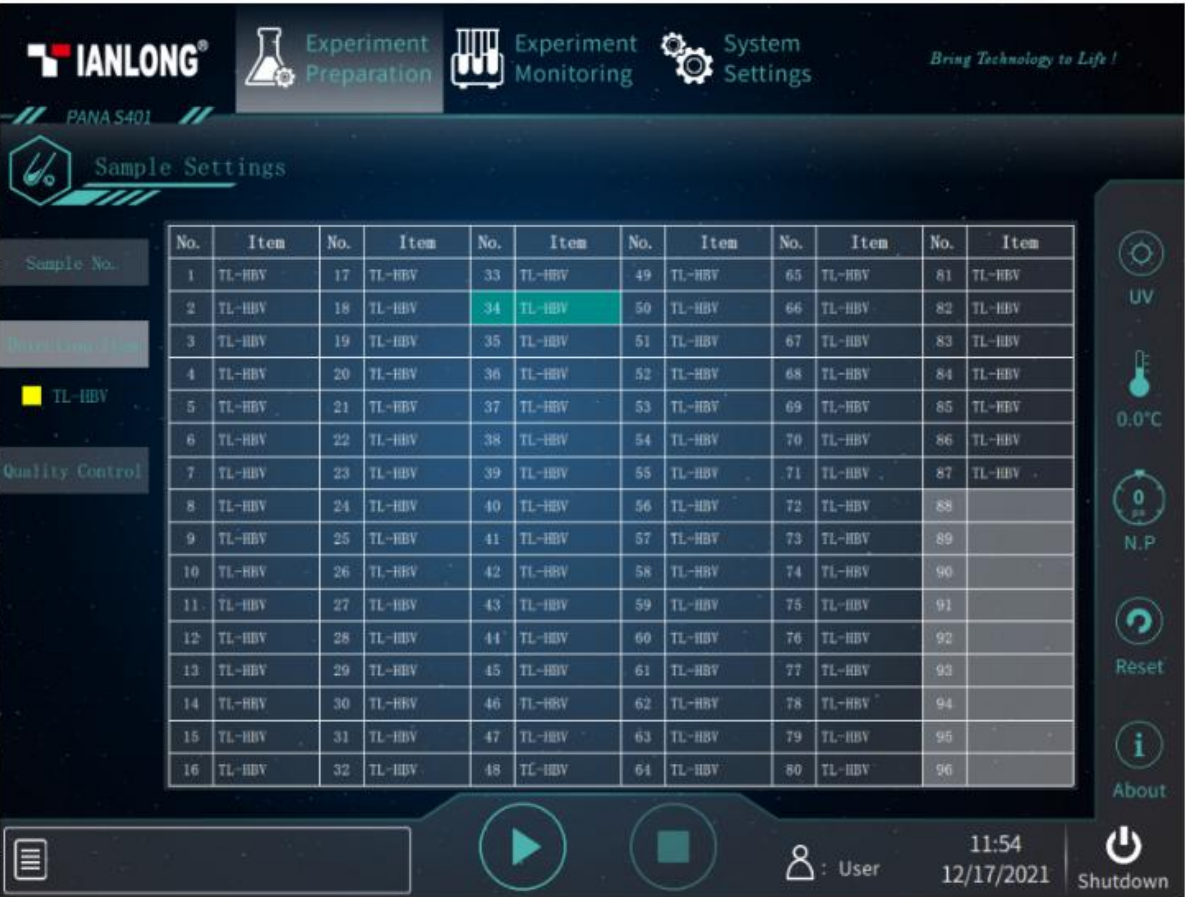 TIANLONG®
Experiment Preparation
Experiment Monitoring
System Settings
Bring Technology to Life !
PANA S401
Sample Settings
Sample No.
Detection Item
TL-HBV
Quality Control
No. Item No. Item No. Item No. Item No. Item No. Item
1 TL-HBV 17 TL-HBV 33 TL-HBV 49 TL-HBV 65 TL-HBV 81 TL-HBV
2 TL-HBV 18 TL-HBV 34 TL-HBV 50 TL-HBV 66 TL-HBV 82 TL-HBV
3 TL-HBV 19 TL-HBV 35 TL-HBV 51 TL-HBV 67 TL-HBV 83 TL-HBV
4 TL-HBV 20 TL-HBV 36 TL-HBV 52 TL-HBV 68 TL-HBV 84 TL-HBV
5 TL-HBV 21 TL-HBV 37 TL-HBV 53 TL-HBV 69 TL-HBV 85 TL-HBV
6 TL-HBV 22 TL-HBV 38 TL-HBV 54 TL-HBV 70 TL-HBV 86 TL-HBV
7 TL-HBV 23 TL-HBV 39 TL-HBV 55 TL-HBV 71 TL-HBV 87 TL-HBV
8 TL-HBV 24 TL-HBV 40 TL-HBV 56 TL-HBV 72 TL-HBV 88
9 TL-HBV 25 TL-HBV 41 TL-HBV 57 TL-HBV 73 TL-HBV 89
10 TL-HBV 26 TL-HBV 42 TL-HBV 58 TL-HBV 74 TL-HBV 90
11 TL-HBV 27 TL-HBV 43 TL-HBV 59 TL-HBV 75 TL-HBV 91
12 TL-HBV 28 TL-HBV 44 TL-HBV 60 TL-HBV 76 TL-HBV 92
13 TL-HBV 29 TL-HBV 45 TL-HBV 61 TL-HBV 77 TL-HBV 93
14 TL-HBV 30 TL-HBV 46 TL-HBV 62 TL-HBV 78 TL-HBV 94
15 TL-HBV 31 TL-HBV 47 TL-HBV 63 TL-HBV 79 TL-HBV 95
16 TL-HBV 32 TL-HBV 48 TL-HBV 64 TL-HBV 80 TL-HBV 96
UV
0.0°C
0
pa
N.P
Reset
i
About
: User
11:54
12/17/2021
Shutdown